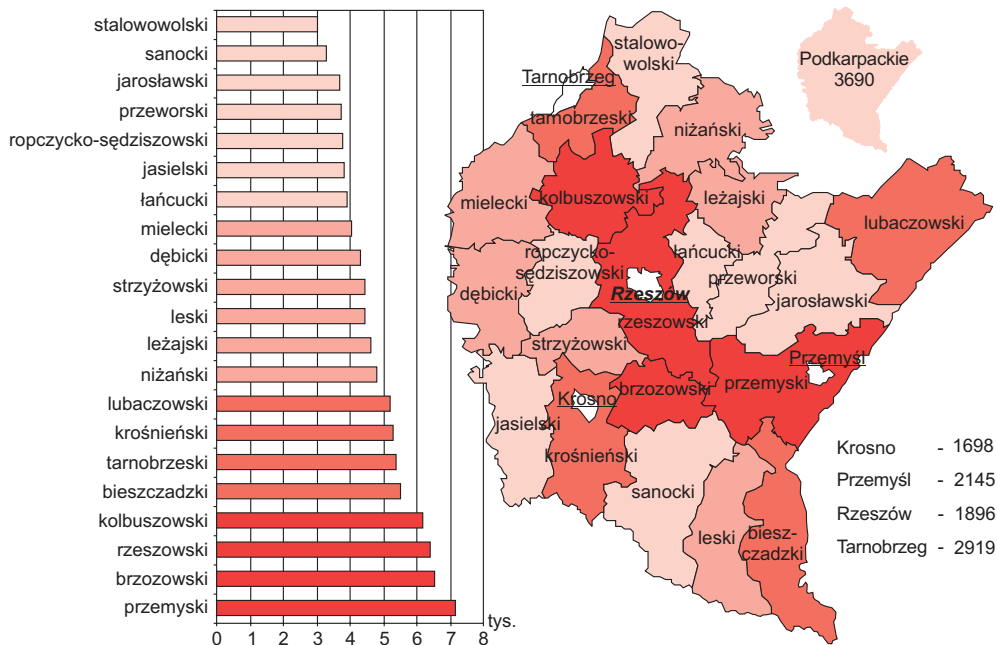 stalowowolski
sanocki
jarosławski
przeworski
ropczycko-sędziszowski
jasielski
łańcucki
mielecki
dębicki
strzyżowski
leski
leżajski
niżański
lubaczowski
krośnieński
tarnobrzeski
bieszczadzki
kolbuszowski
rzeszowski
brzozowski
przemyski
0 1 2 3 4 5 6 7 8
tys.
stalowo-
wolski
Tarnobrzeg
tarnobrzeski
niżański
mielecki
kolbuszowski
leżajski
lubaczowski
ropczycko-
sędziszowski
łańcucki
przeworski
dębicki
Rzeszów
jarosławski
rzeszowski
strzyżowski
Przemyśl
brzozowski
przemyski
Krosno
jasielski
krośnieński
sanocki
leski
biesz-
czadzki
Podkarpackie
3690
Krosno - 1698
Przemyśl - 2145
Rzeszów - 1896
Tarnobrzeg - 2919